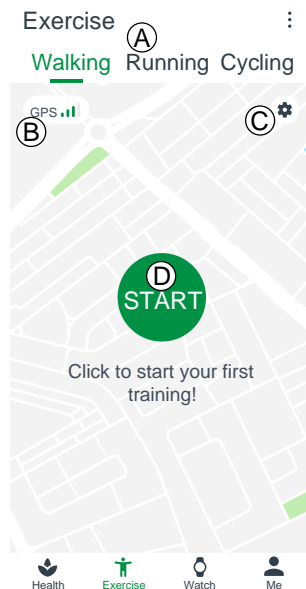 Exercise
A
Walking Running Cycling
GPS
B
C
D
START
Click to start your first
training!
Health Exercise Watch Me